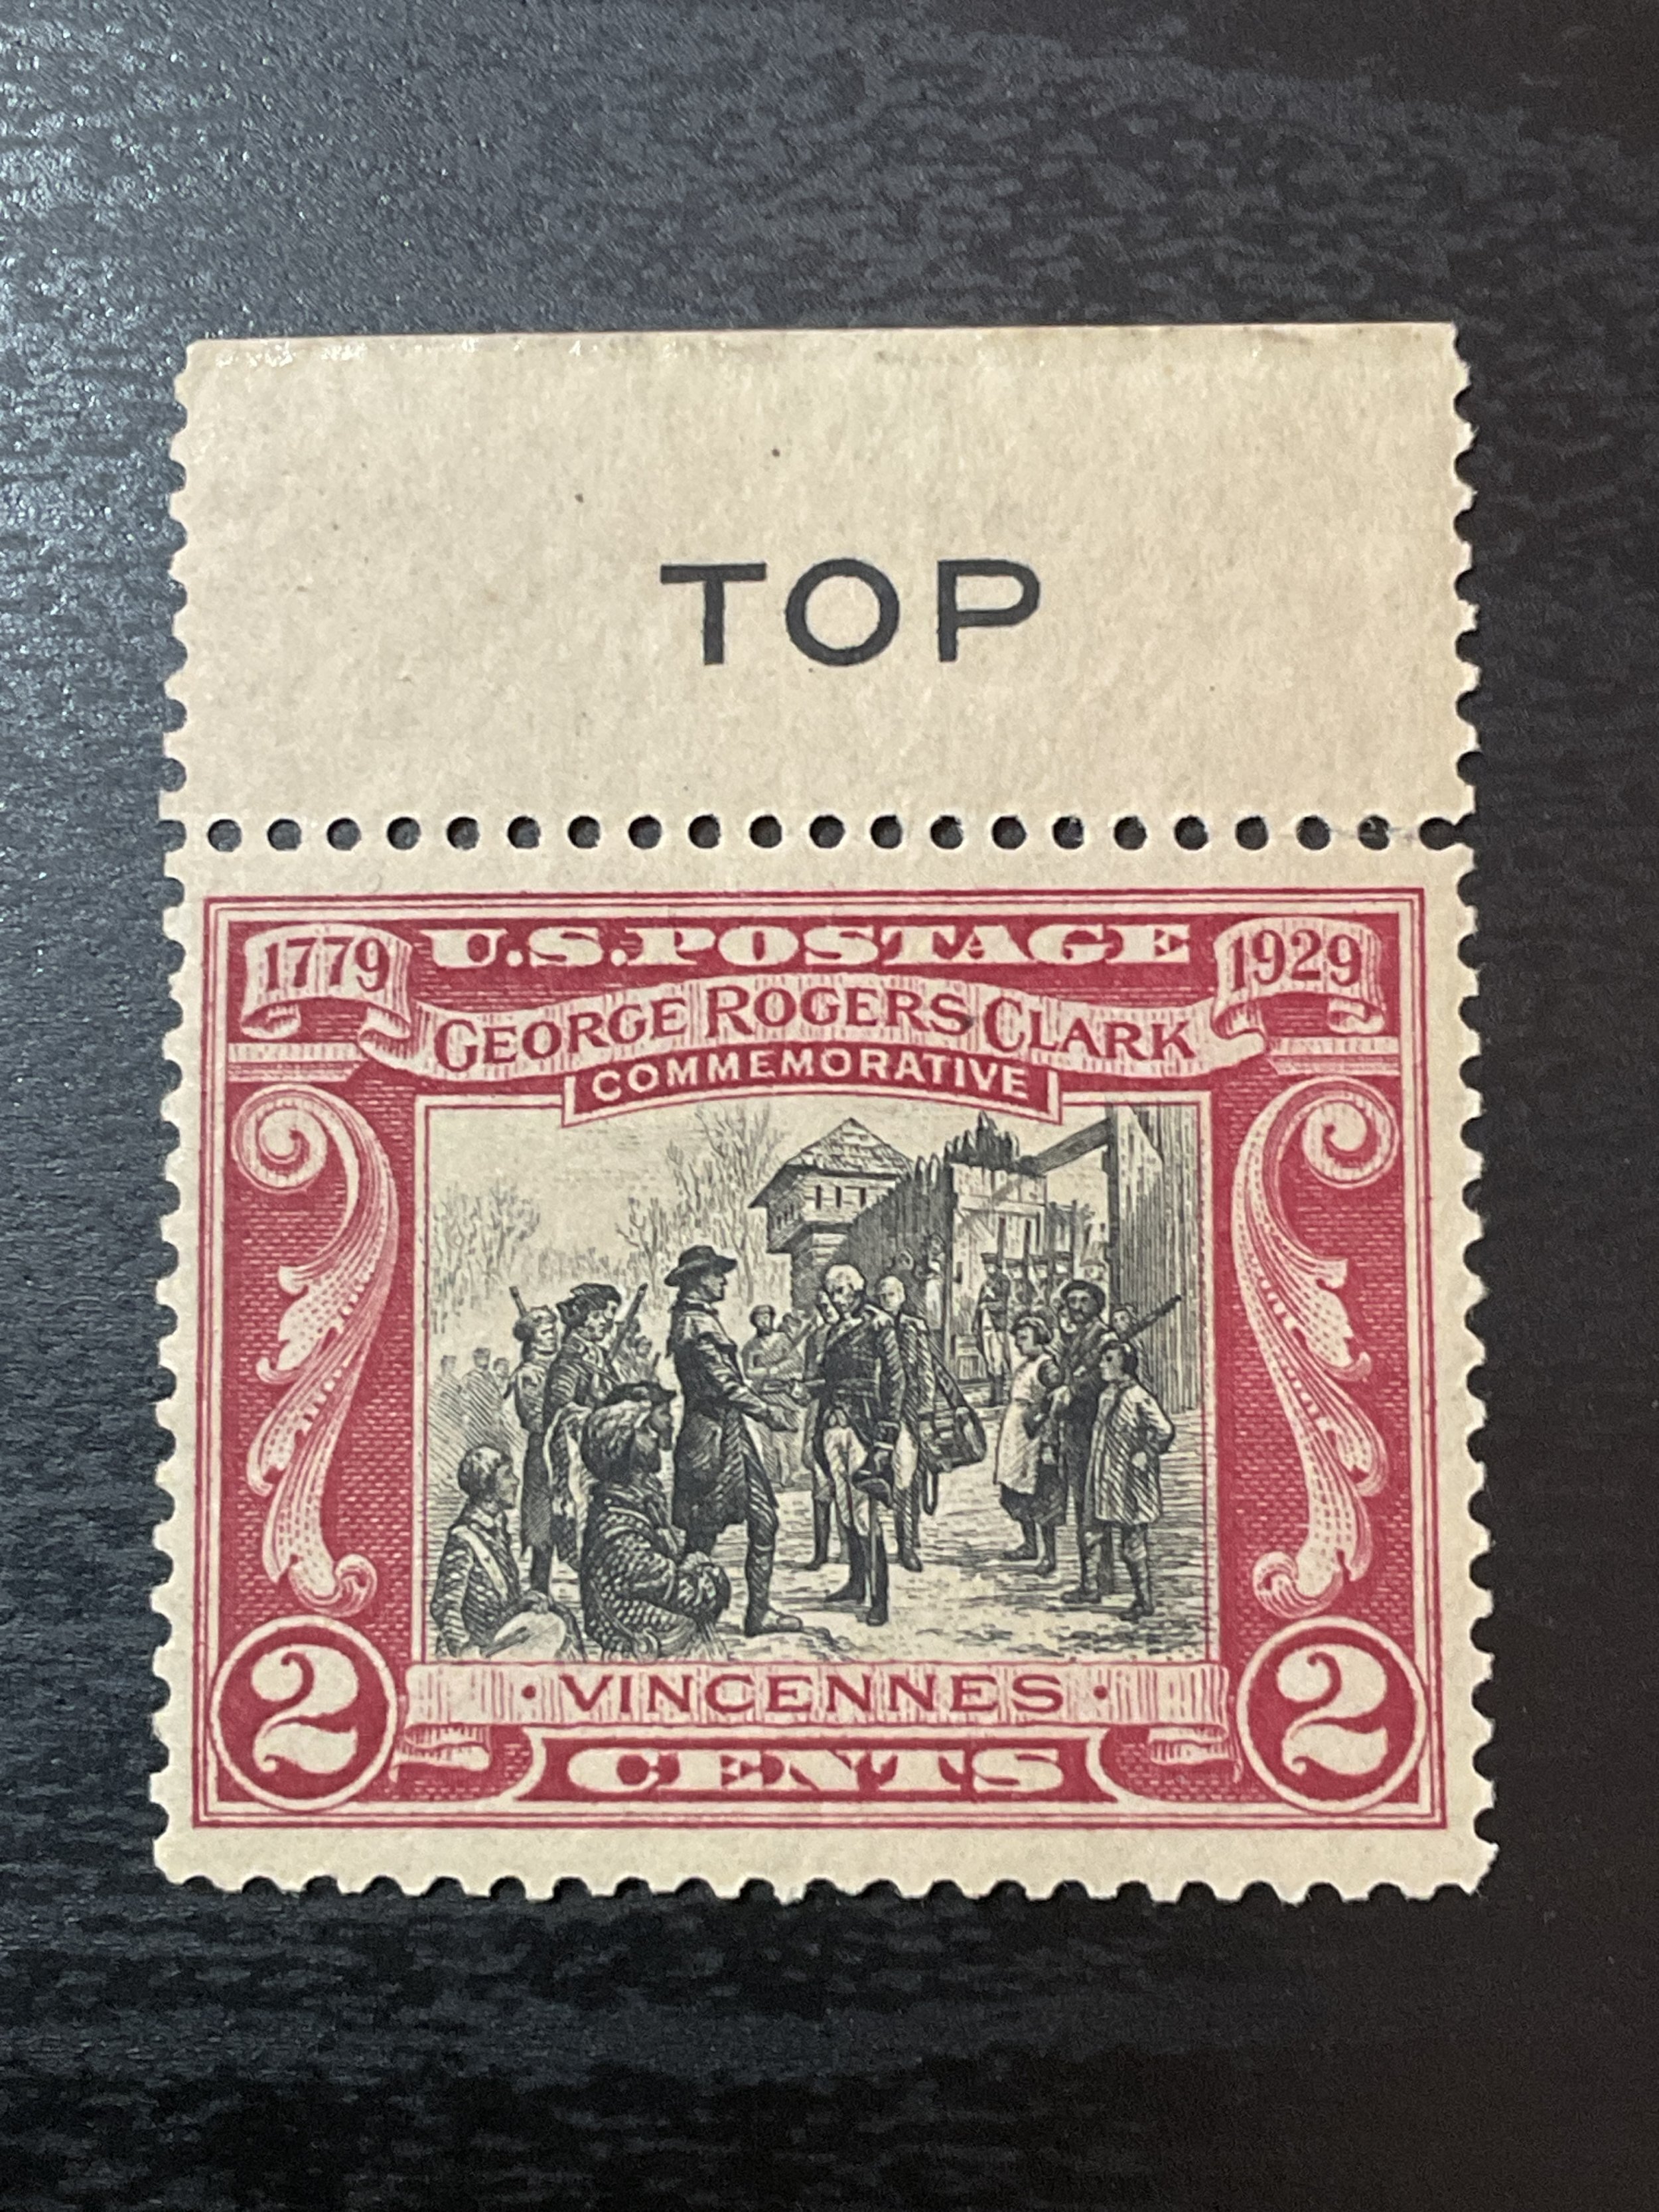 TOP
1779 U.S.POSTAGE 1929
GEORGE ROGERS CLARK
COMMEMORATIVE
· VINCENNES ·
2 CENTS 2